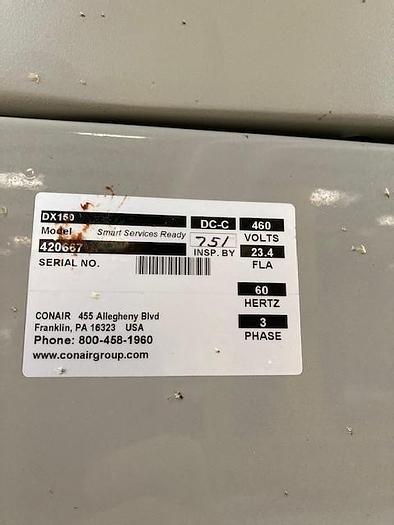 DX150
Model Smart Services Ready
DC-C
460
VOLTS
420667
751
INSP. BY
23.4
FLA
SERIAL NO.
60
HERTZ
3
PHASE
CONAIR 455 Allegheny Blvd
Franklin, PA 16323 USA
Phone: 800-458-1960
www.conairgroup.com